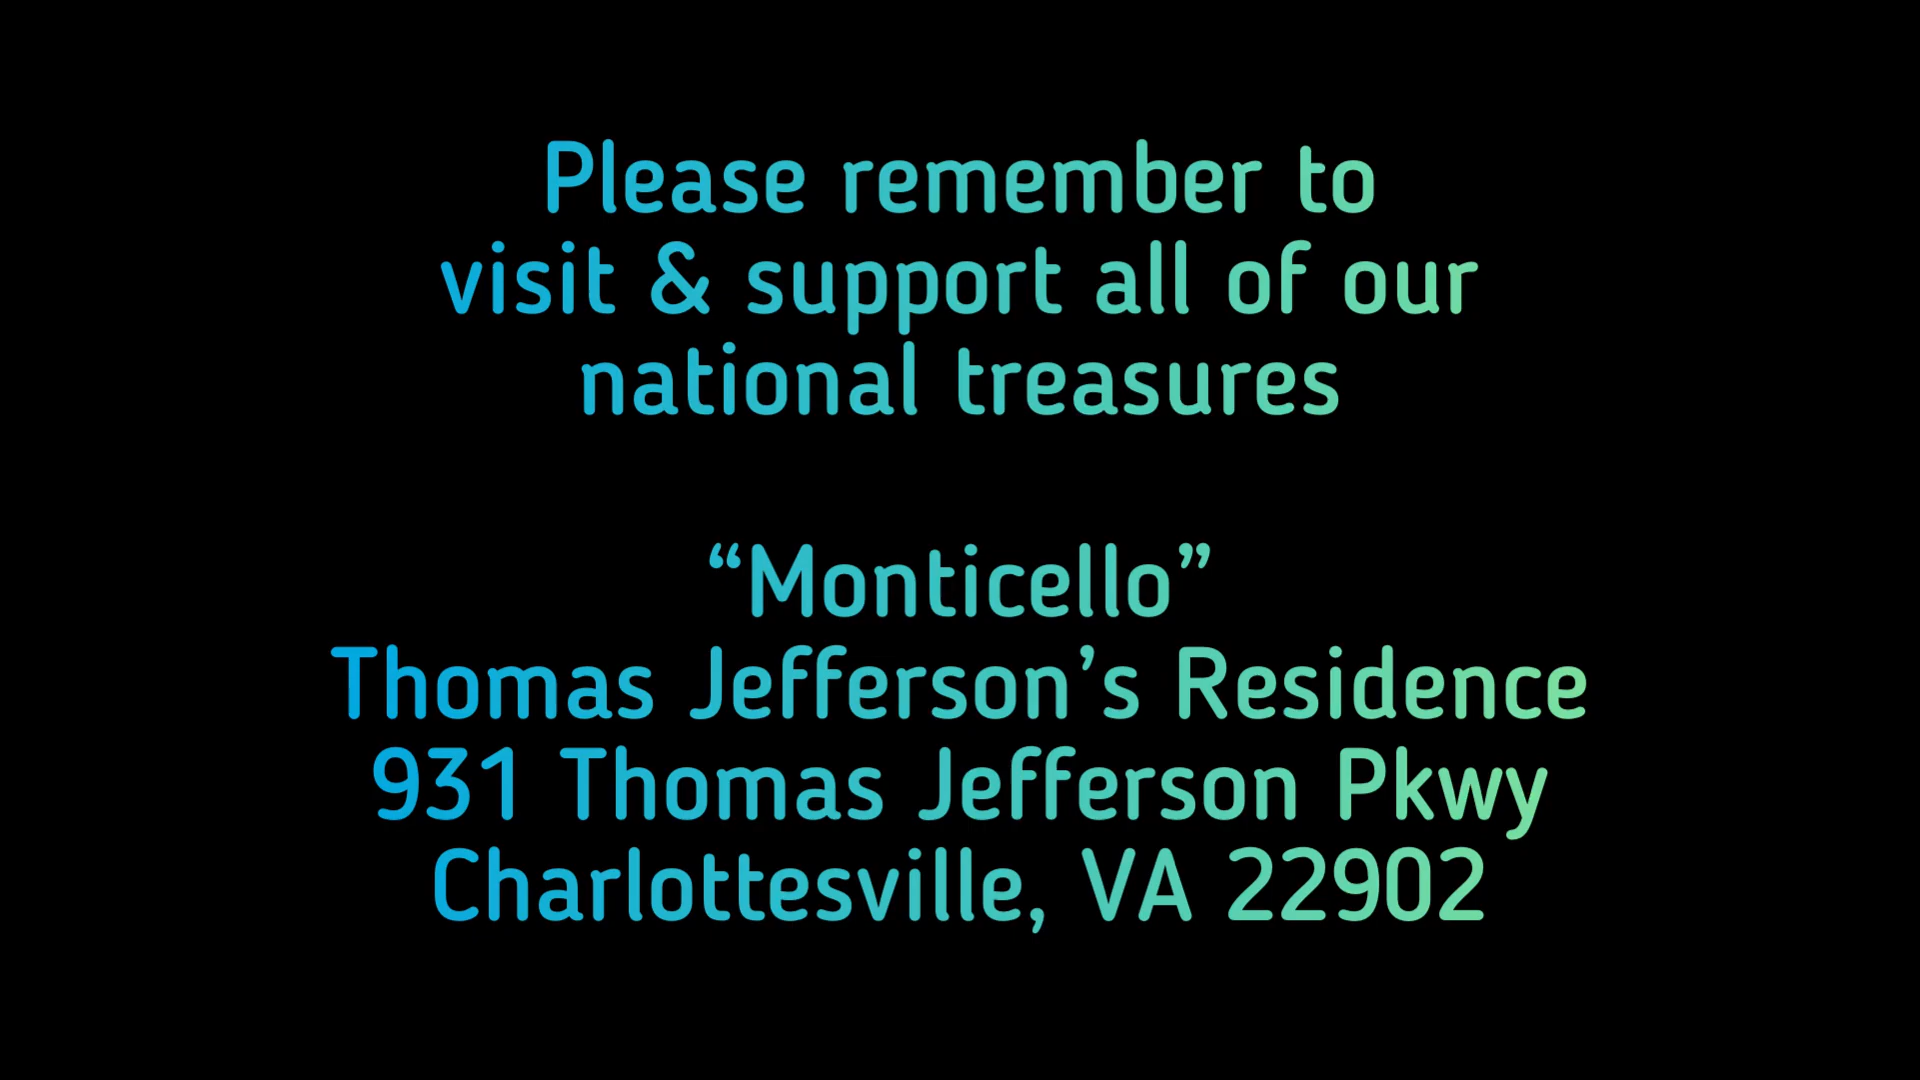 Please remember to
visit & support all of our
national treasures
“Monticello”
Thomas Jefferson’s Residence
931 Thomas Jefferson Pkwy
Charlottesville, VA 22902